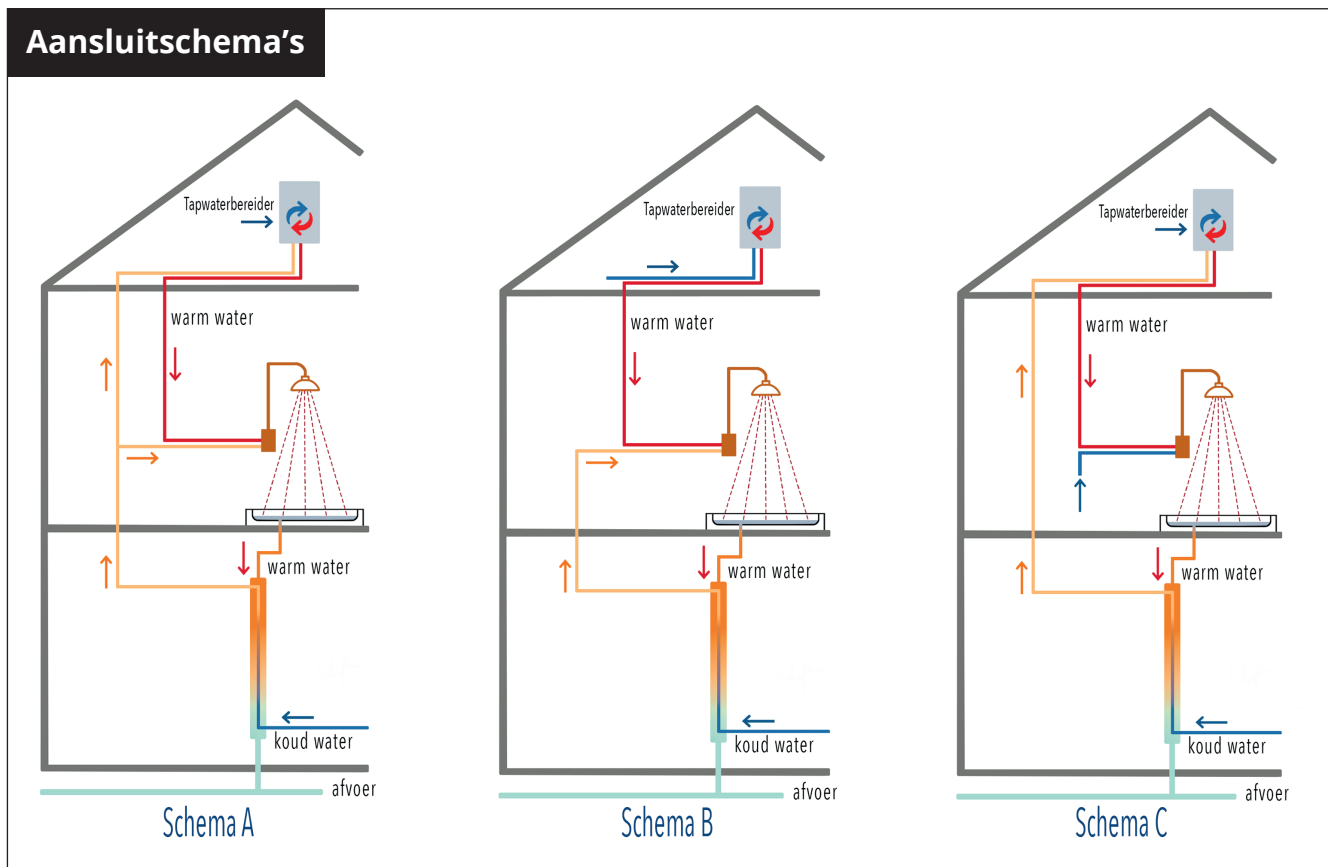 Aansluitschema’s
Tapwaterbereider
warm water
warm water
koud water
afvoer
Schema A
Tapwaterbereider
warm water
warm water
koud water
afvoer
Schema B
Tapwaterbereider
warm water
warm water
koud water
afvoer
Schema C